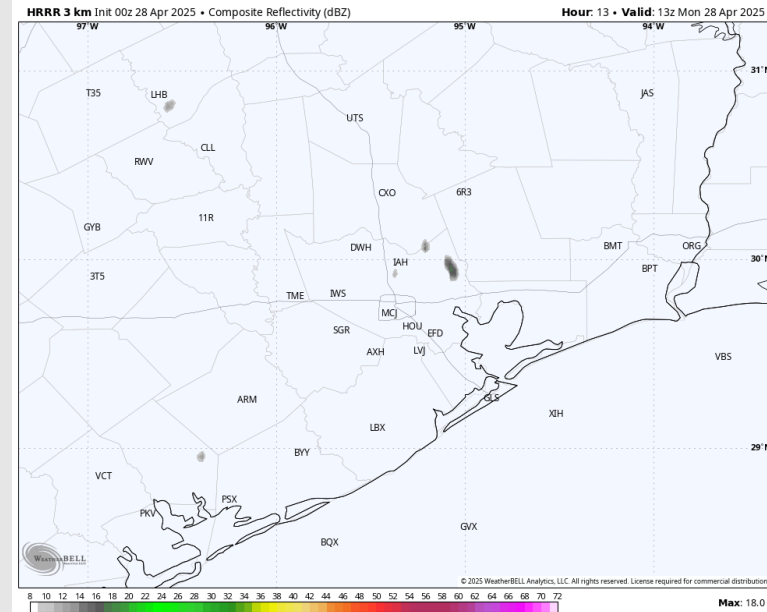 HRRR 3 km Init 00z 28 Apr 2025 • Composite Reflectivity (dBZ)
Hour: 13 • Valid: 13z Mon 28 Apr 2025
97°W 96°W 95°W 94°W
31°N
T35 LHB JAS
UTS
CLL
RWV
CXO 6R3
11R
GYB
DWH BMT ORG
IAH 30°N
BPT
3T5
TME IWS
MCJ
SGR HOU EFD
AXH LVJ
VBS
ARM GLS
XIH
LBX
29°N
BYY
VCT
PSX
PKV
GVX
BQX
WEATHERBELL
© 2025 WeatherBELL Analytics, LLC. All rights reserved. License required for commercial distribution
8 10 12 14 16 18 20 22 24 26 28 30 32 34 35 36 38 40 42 44 46 48 50 52 54 56 58 60 62 64 66 68 70 72
Max: 18.0